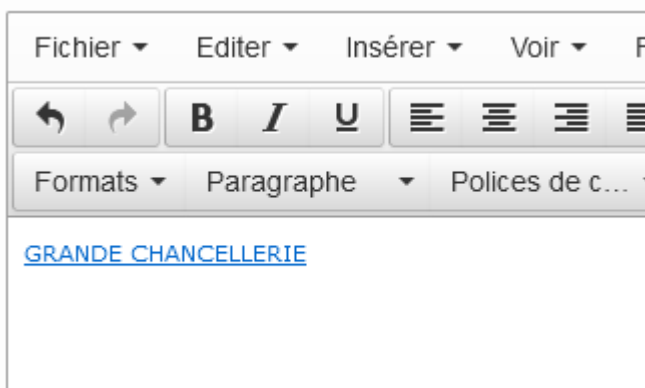 Fichier Editer Insérer Voir F
B I U
Formats Paragraphe Polices de c...
GRANDE CHANCELLERIE